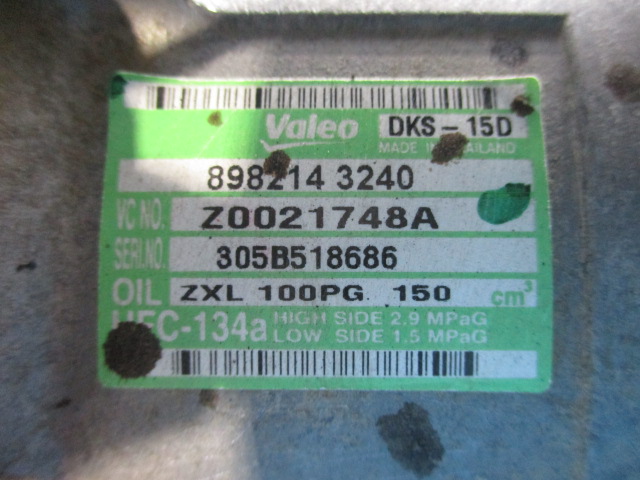 Valeo DKS-15D
MADE IN THAILAND
898214 3240
VC NO. Z0021748A
SERI.NO. 305B518686
OIL ZXL 100PG 150 cm³
HFC-134a HIGH SIDE 2.9 MPaG
LOW SIDE 1.5 MPaG